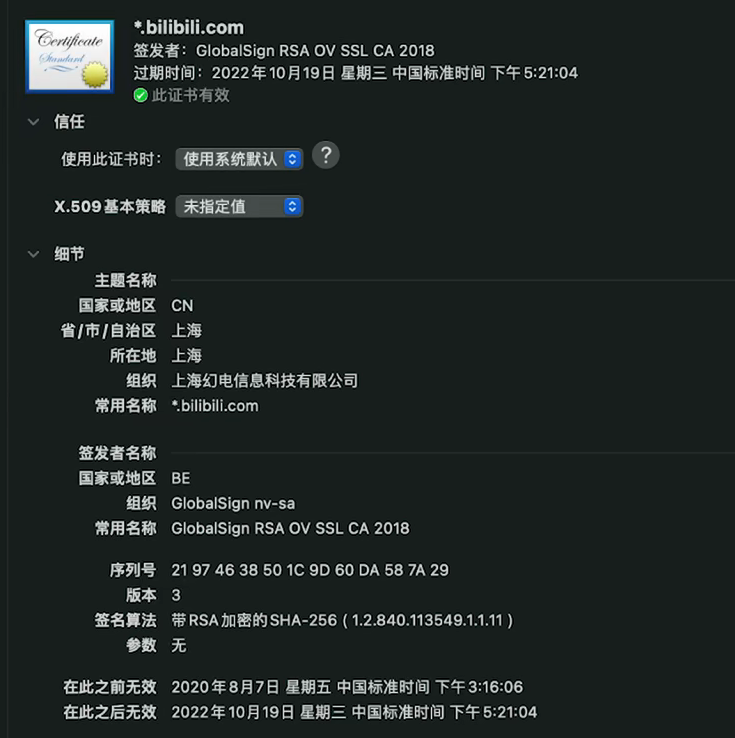 Certificate
Standard
*.bilibili.com
签发者：GlobalSign RSA OV SSL CA 2018
过期时间：2022年10月19日 星期三 中国标准时间 下午5:21:04
此证书有效
信任
使用此证书时： 使用系统默认 ?
X.509基本策略 未指定值
细节
主题名称
国家或地区 CN
省/市/自治区 上海
所在地 上海
组织 上海幻电信息科技有限公司
常用名称 *.bilibili.com
签发者名称
国家或地区 BE
组织 GlobalSign nv-sa
常用名称 GlobalSign RSA OV SSL CA 2018
序列号 21 97 46 38 50 1C 9D 60 DA 58 7A 29
版本 3
签名算法 带RSA加密的SHA-256 ( 1.2.840.113549.1.1.11 )
参数 无
在此之前无效 2020年8月7日 星期五 中国标准时间 下午3:16:06
在此之后无效 2022年10月19日 星期三 中国标准时间 下午5:21:04